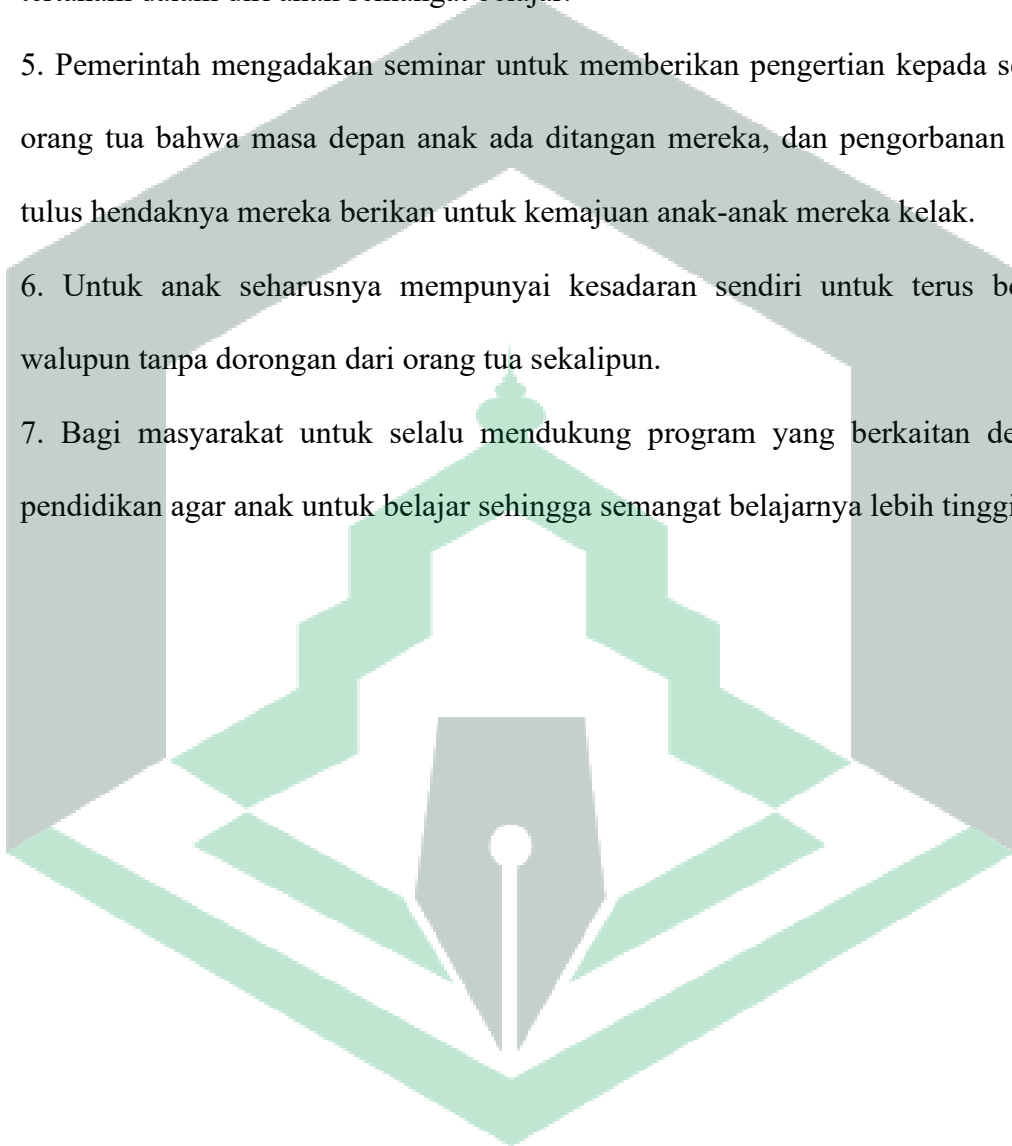 5. Pemerintah mengadakan seminar untuk memberikan pengertian kepada
orang tua bahwa masa depan anak ada ditangan mereka, dan pengorbanan
tulus hendaknya mereka berikan untuk kemajuan anak-anak mereka kelak.
6. Untuk anak seharusnya mempunyai kesadaran sendiri untuk terus
walupun tanpa dorongan dari orang tua sekalipun.
7. Bagi masyarakat untuk selalu mendukung program yang berkaitan
pendidikan agar anak untuk belajar sehingga semangat belajarnya lebih tinggi